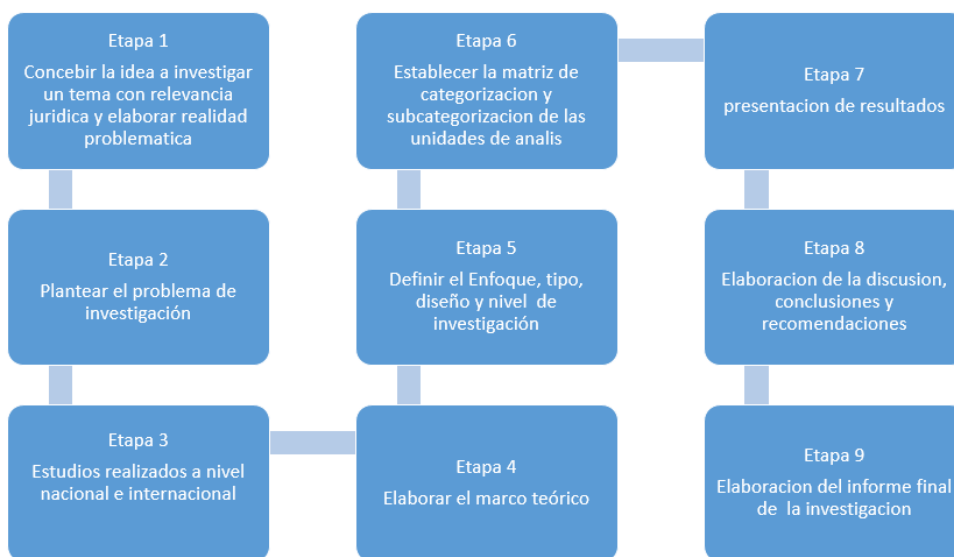 Etapa 1
Concebir la idea a investigar
un tema con relevancia
juridica y elaborar realidad
problematica
Etapa 2
Plantear el problema de
investigación
Etapa 3
Estudios realizados a nivel
nacional e internacional
Etapa 4
Elaborar el marco teórico
Etapa 5
Definir el Enfoque, tipo,
diseño y nivel de
investigación
Etapa 6
Establecer la matriz de
categorizacion y
subcategorizacion de las
unidades de analis
Etapa 7
presentacion de resultados
Etapa 8
Elaboracion de la discusion,
conclusiones y
recomendaciones
Etapa 9
Elaboracion del informe final
de la investigacion